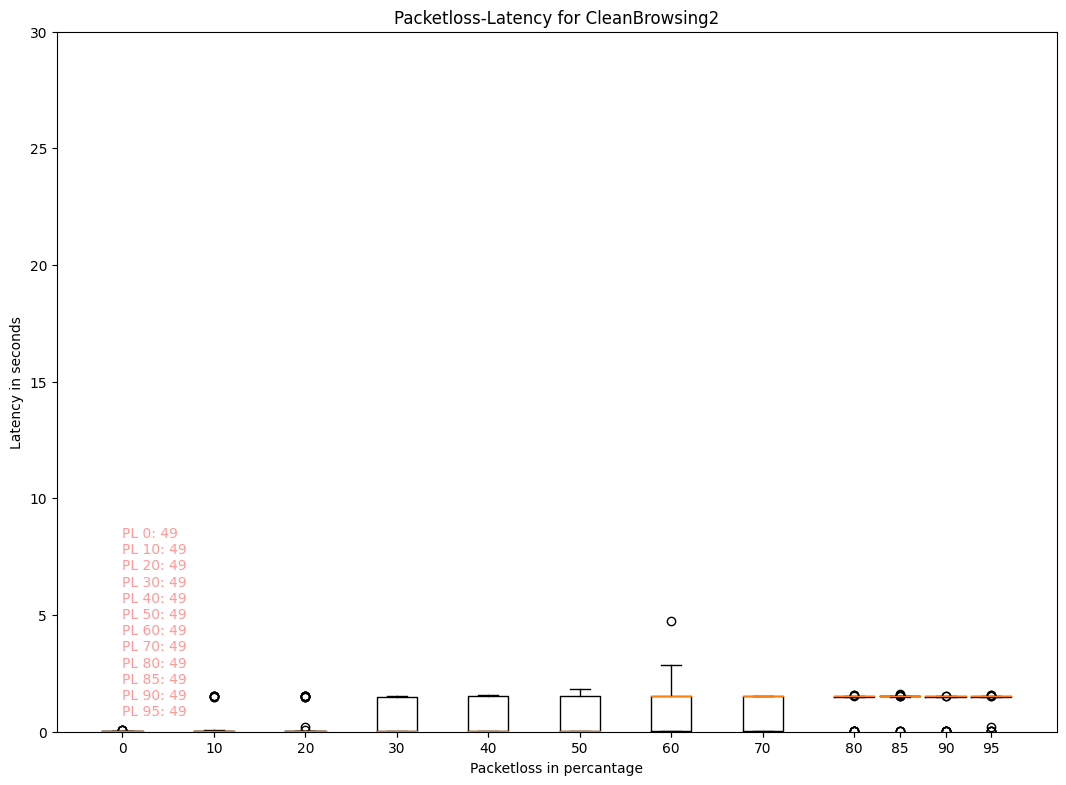 Packetloss-Latency for CleanBrowsing2
30
25
20
15
10
5
0
Latency in seconds
PL 0: 49
PL 10: 49
PL 20: 49
PL 30: 49
PL 40: 49
PL 50: 49
PL 60: 49
PL 70: 49
PL 80: 49
PL 85: 49
PL 90: 49
PL 95: 49
0 10 20 30 40 50 60 70 80 85 90 95
Packetloss in percantage